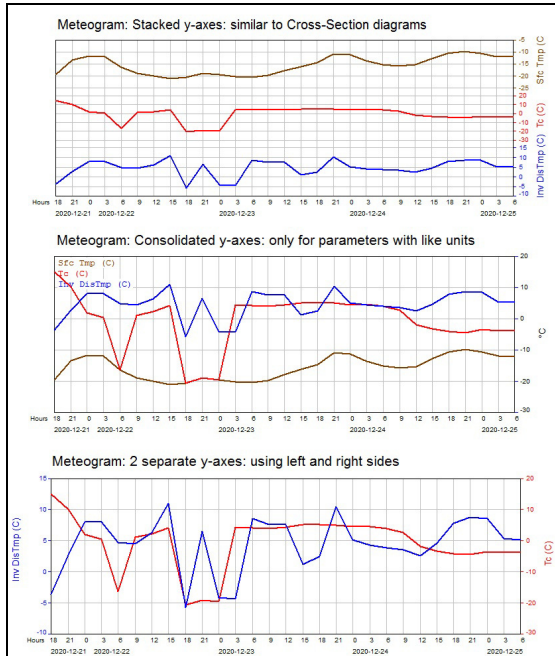 Meteogram: Stacked y-axes: similar to Cross-Section diagrams
-5
-10
-15
-20
-25
Sfc Tmp (C)
20
10
0
-10
-20
-30
Tc (C)
15
10
5
0
-5
-10
Inv DisTmp (C)
Hours 18 21 0 3 6 9 12 15 18 21 0 3 6 9 12 15 18 21 0 3 6 9 12 15 18 21 0 3 6
2020-12-21 2020-12-22 2020-12-23 2020-12-24 2020-12-25
Meteogram: Consolidated y-axes: only for parameters with like units
Sfc Tmp (C)
Tc (C)
Inv DisTmp (C)
20
10
0
-10
-20
-30
°C
Hours 18 21 0 3 6 9 12 15 18 21 0 3 6 9 12 15 18 21 0 3 6 9 12 15 18 21 0 3 6
2020-12-21 2020-12-22 2020-12-23 2020-12-24 2020-12-25
Meteogram: 2 separate y-axes: using left and right sides
Inv DisTmp (C)
15
10
5
0
-5
-10
20
10
0
-10
-20
-30
Tc (C)
Hours 18 21 0 3 6 9 12 15 18 21 0 3 6 9 12 15 18 21 0 3 6 9 12 15 18 21 0 3 6
2020-12-21 2020-12-22 2020-12-23 2020-12-24 2020-12-25